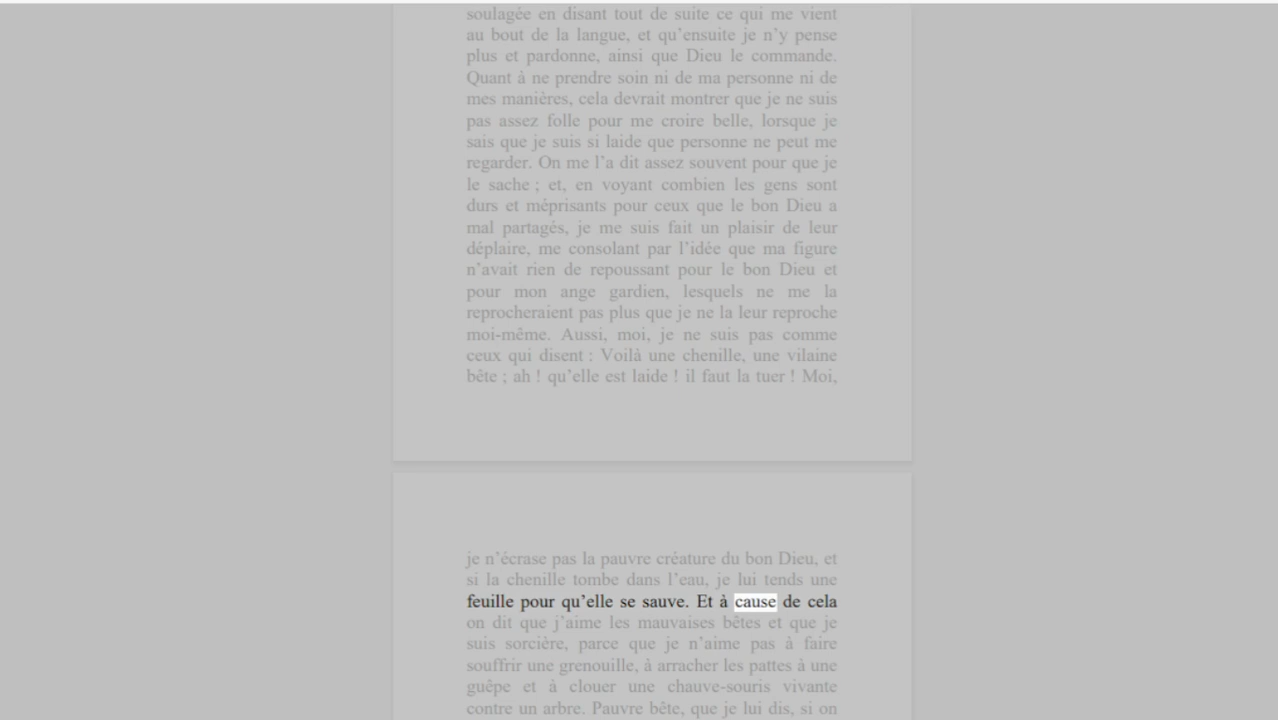 soulagée en disant tout de suite ce qui me vient
au bout de la langue, et qu’ensuite je n’y pense
plus et pardonne, ainsi que Dieu le commande.
Quant à ne prendre soin ni de ma personne ni de
mes manières, cela devrait montrer que je ne suis
pas assez folle pour me croire belle, lorsque je
sais que je suis si laide que personne ne peut me
regarder. On me l’a dit assez souvent pour que je
le sache ; et, en voyant combien les gens sont
durs et méprisants pour ceux que le bon Dieu a
mal partagés, je me suis fait un plaisir de leur
déplaire, me consolant par l’idée que ma figure
n’avait rien de repoussant pour le bon Dieu et
pour mon ange gardien, lesquels ne me la
reprocheraient pas plus que je ne la leur reproche
moi-même. Aussi, moi, je ne suis pas comme
ceux qui disent : Voilà une chenille, une vilaine
bête ; ah ! qu’elle est laide ! il faut la tuer ! Moi,
je n’écrase pas la pauvre créature du bon Dieu, et
si la chenille tombe dans l’eau, je lui tends une
feuille pour qu’elle se sauve. Et à cause de cela
on dit que j’aime les mauvaises bêtes et que je
suis sorcière, parce que je n’aime pas à faire
souffrir une grenouille, à arracher les pattes à une
guêpe et à clouer une chauve-souris vivante
contre un arbre. Pauvre bête, que je lui dis, si on